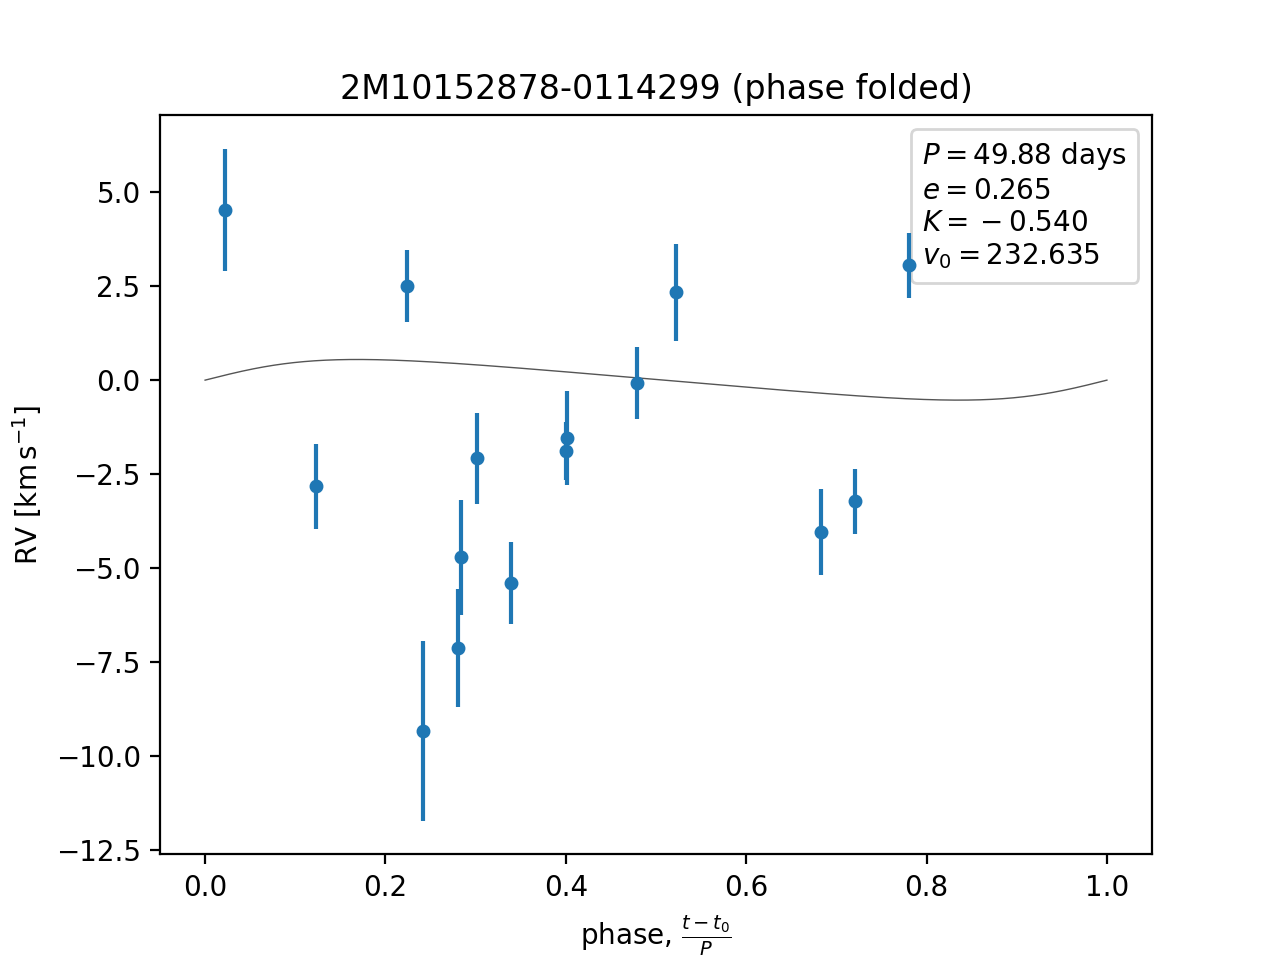 2M10152878-0114299 (phase folded)
P = 49.88 days
e = 0.265
K = −0.540
v₀ = 232.635
RV [km s⁻¹]
5.0
2.5
0.0
−2.5
−5.0
−7.5
−10.0
−12.5
0.0 0.2 0.4 0.6 0.8 1.0
phase, (t − t₀)/P